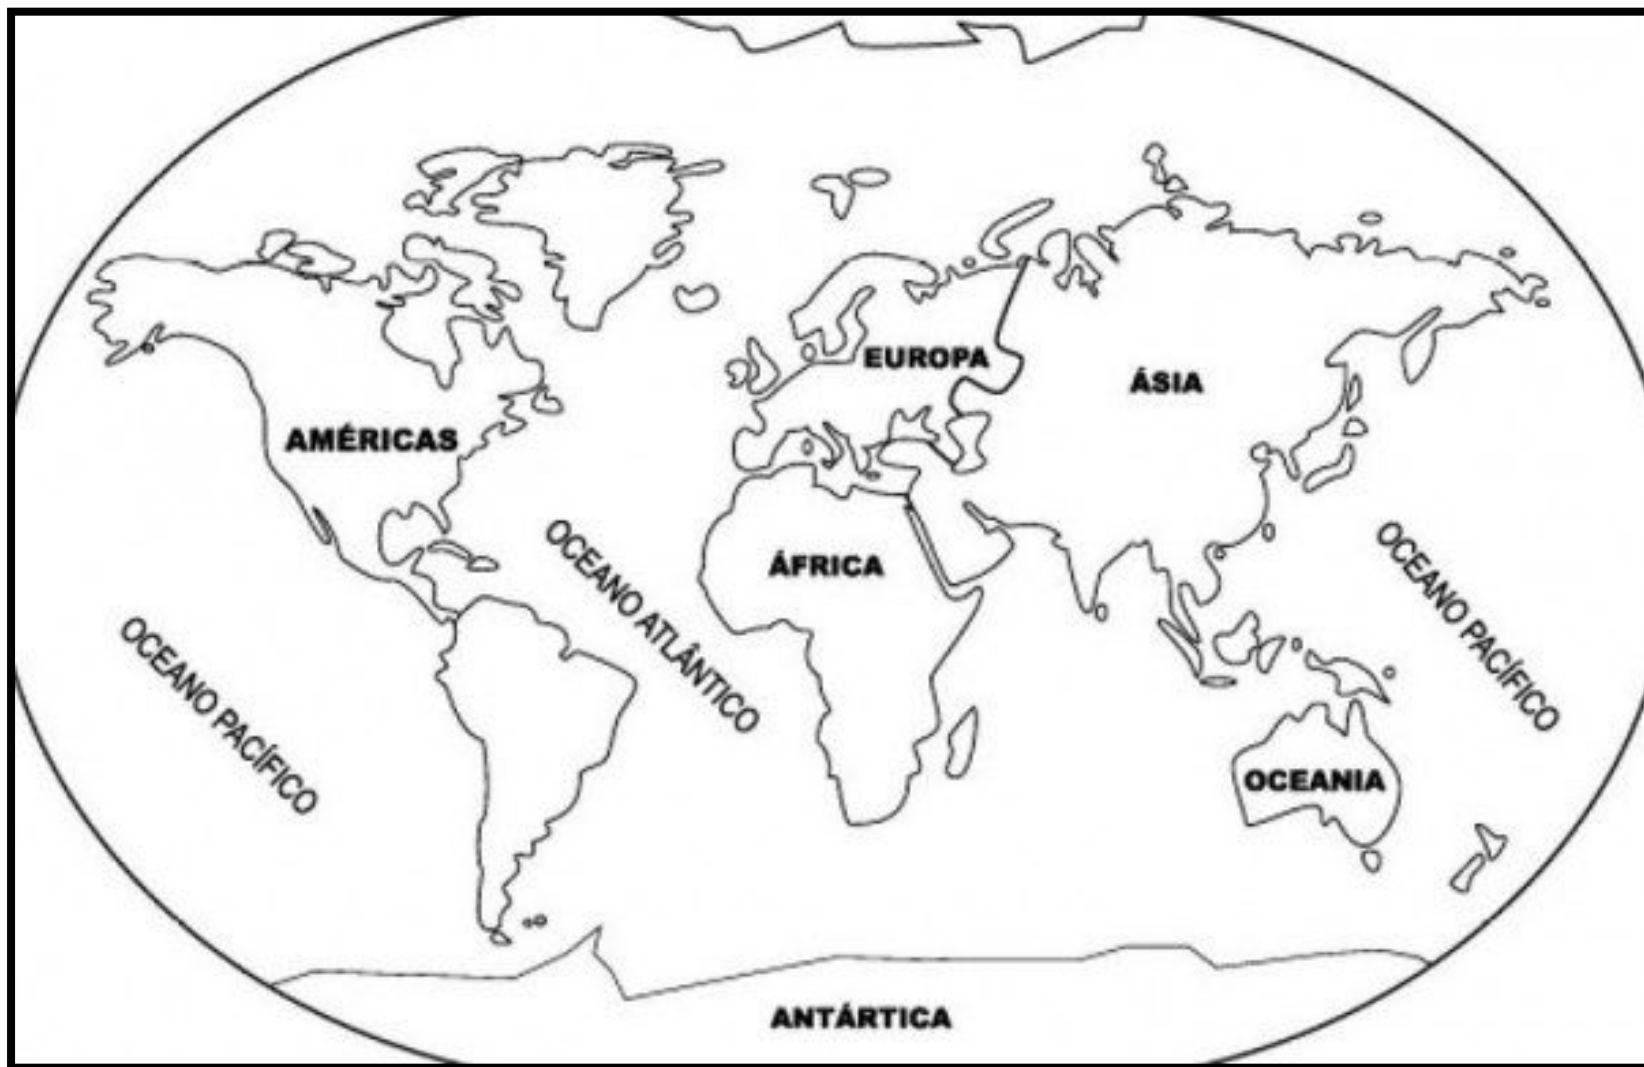 EUROPA
ÁSIA
AMÉRICAS
ÁFRICA
OCEANO ATLÂNTICO
OCEANO PACÍFICO
OCEANO PACÍFICO
OCEANIA
ANTÁRTICA